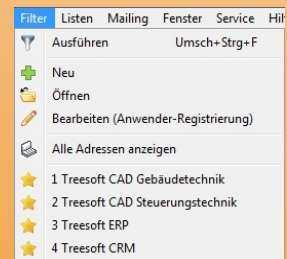 Filter Listen Mailing Fenster Service
Ausführen Umsch+Strg+F
Neu
Öffnen
Bearbeiten (Anwender-Registrierung)
Alle Adressen anzeigen
1 Treesoft CAD Gebäudetechnik
2 Treesoft CAD Steuerungstechnik
3 Treesoft ERP
4 Treesoft CRM